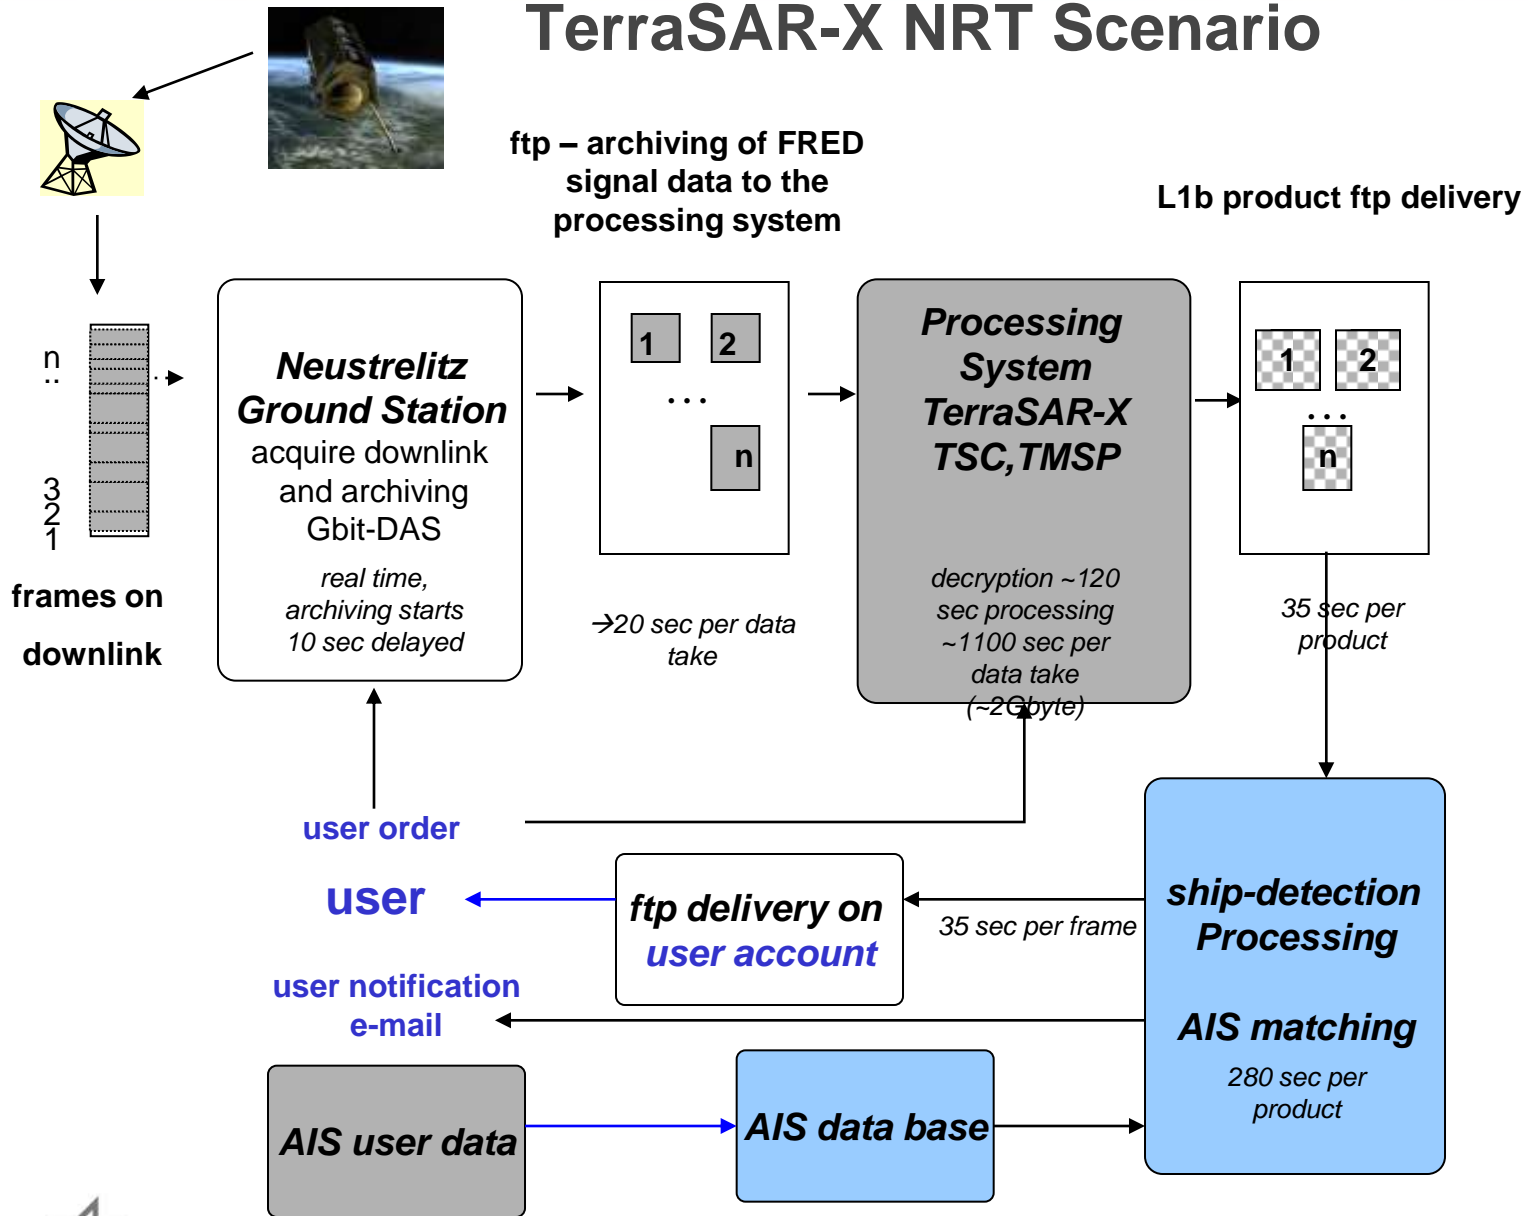 TerraSAR-X NRT Scenario
ftp – archiving of FRED
signal data to the
processing system
L1b product ftp delivery
n
..
3
2
1
frames on
downlink
Neustrelitz
Ground Station
acquire downlink
and archiving
Gbit-DAS
real time,
archiving starts
10 sec delayed
1
2
...
n
→20 sec per data
take
Processing
System
TerraSAR-X
TSC,TMSP
decryption ~120
sec processing
~1100 sec per
data take
(~2Gbyte)
1
2
...
n
35 sec per
product
user order
user
ftp delivery on
user account
35 sec per frame
ship-detection
Processing
AIS matching
280 sec per
product
user notification
e-mail
AIS user data
AIS data base